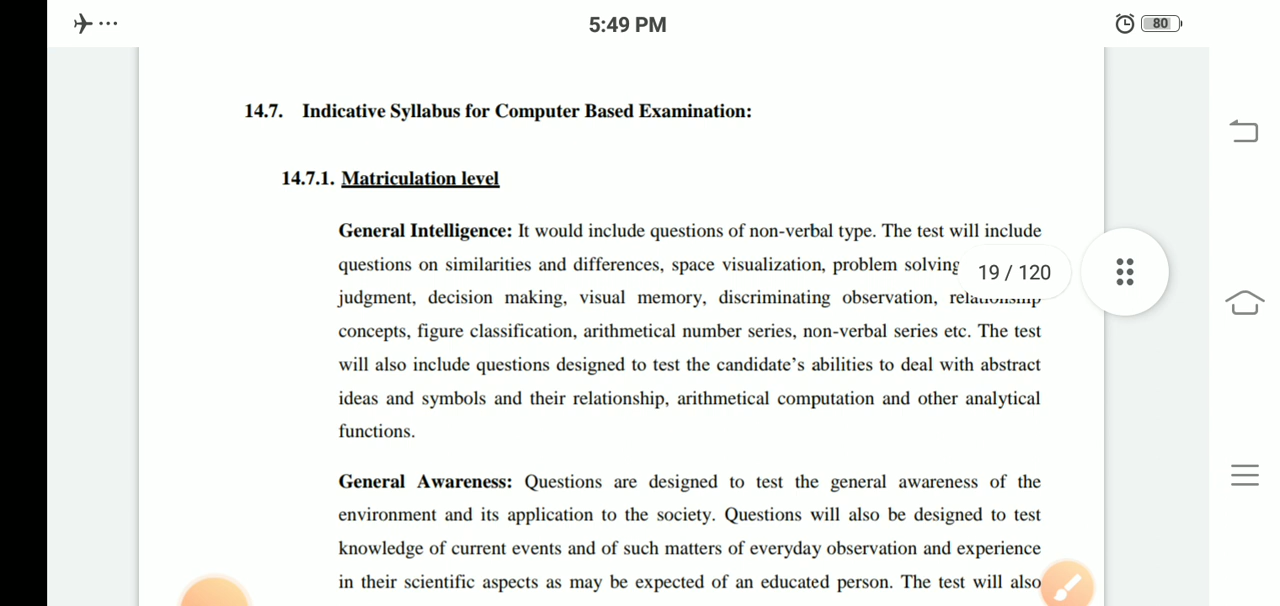 5:49 PM
80
14.7. Indicative Syllabus for Computer Based Examination:
14.7.1. Matriculation level
General Intelligence: It would include questions of non-verbal type. The test will include
questions on similarities and differences, space visualization, problem solving
19 / 120
judgment, decision making, visual memory, discriminating observation, relationship
concepts, figure classification, arithmetical number series, non-verbal series etc. The test
will also include questions designed to test the candidate's abilities to deal with abstract
ideas and symbols and their relationship, arithmetical computation and other analytical
functions.
General Awareness: Questions are designed to test the general awareness of the
environment and its application to the society. Questions will also be designed to test
knowledge of current events and of such matters of everyday observation and experience
in their scientific aspects as may be expected of an educated person. The test will also